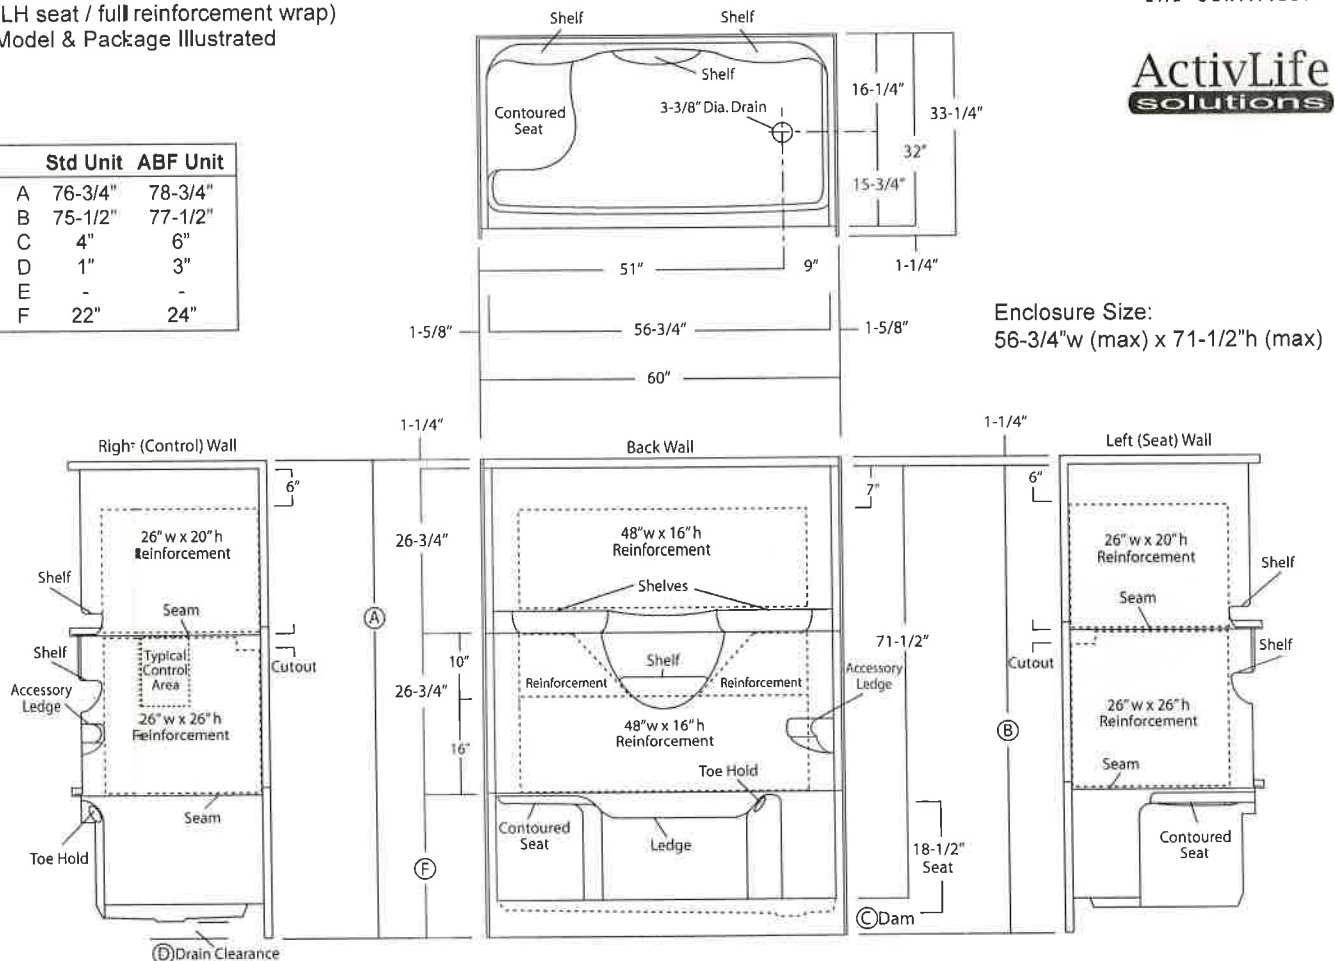 LH seat / full reinforcement wrap)
Model & Package Illustrated
ActivLife
solutions
Std Unit ABF Unit
A 76-3/4" 78-3/4"
B 75-1/2" 77-1/2"
C 4" 6"
D 1" 3"
E - -
F 22" 24"
Shelf
Shelf
Shelf
Contoured
Seat
3-3/8" Dia. Drain
16-1/4"
33-1/4"
32"
15-3/4"
51"
9"
1-1/4"
1-5/8"
56-3/4"
1-5/8"
60"
Enclosure Size:
56-3/4"w (max) x 71-1/2"h (max)
Right (Control) Wall
6"
26" w x 20" h
Reinforcement
Shelf
Seam
Shelf
Typical
Control
Area
Cutout
Accessory
Ledge
26" w x 26" h
Reinforcement
Seam
Toe Hold
D Drain Clearance
1-1/4"
A
26-3/4"
26-3/4"
10"
16"
F
Back Wall
48"w x 16"h
Reinforcement
Shelves
Shelf
Reinforcement
Reinforcement
48"w x 16"h
Reinforcement
Accessory
Ledge
Toe Hold
Contoured
Seat
Ledge
7"
71-1/2"
18-1/2"
Seat
C Dam
1-1/4"
6"
B
Left (Seat) Wall
26" w x 20" h
Reinforcement
Shelf
Seam
Cutout
Shelf
26" w x 26" h
Reinforcement
Seam
Contoured
Seat